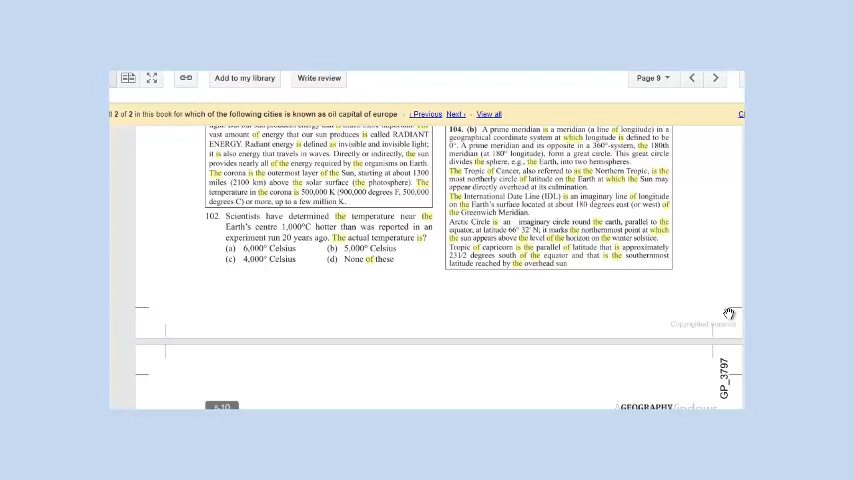 Add to my library
Write review
Page 9
2 of 2 in this book for which of the following cities is known as oil capital of europe
‹ Previous Next › View all
vast amount of energy that our sun produces is called RADIANT
ENERGY. Radiant energy is defined as invisible and invisible light;
it is also energy that travels in waves. Directly or indirectly, the sun
provides nearly all of the energy required by the organisms on Earth.
The corona is the outermost layer of the Sun, starting at about 1300
miles (2100 km) above the solar surface (the photosphere). The
temperature in the corona is 500,000 K (900,000 degrees F, 500,000
degrees C) or more, up to a few million K.
102. Scientists have determined the temperature near the
Earth's centre 1,000°C hotter than was reported in an
experiment run 20 years ago. The actual temperature is?
(a) 6,000° Celsius (b) 5,000° Celsius
(c) 4,000° Celsius (d) None of these
104. (b) A prime meridian is a meridian (a line of longitude) in a
geographical coordinate system at which longitude is defined to be
0°. A prime meridian and its opposite in a 360°-system, the 180th
meridian (at 180° longitude), form a great circle. This great circle
divides the sphere, e.g., the Earth, into two hemispheres.
The Tropic of Cancer, also referred to as the Northern Tropic, is the
most northerly circle of latitude on the Earth at which the Sun may
appear directly overhead at its culmination.
The International Date Line (IDL) is an imaginary line of longitude
on the Earth's surface located at about 180 degrees east (or west) of
the Greenwich Meridian.
Arctic Circle is an imaginary circle round the earth, parallel to the
equator, at latitude 66° 32' N; it marks the northernmost point at which
the sun appears above the level of the horizon on the winter solstice.
Tropic of capricorn is the parallel of latitude that is approximately
231/2 degrees south of the equator and that is the southernmost
latitude reached by the overhead sun
Copyrighted material
GP_3797
GEOGRAPHY